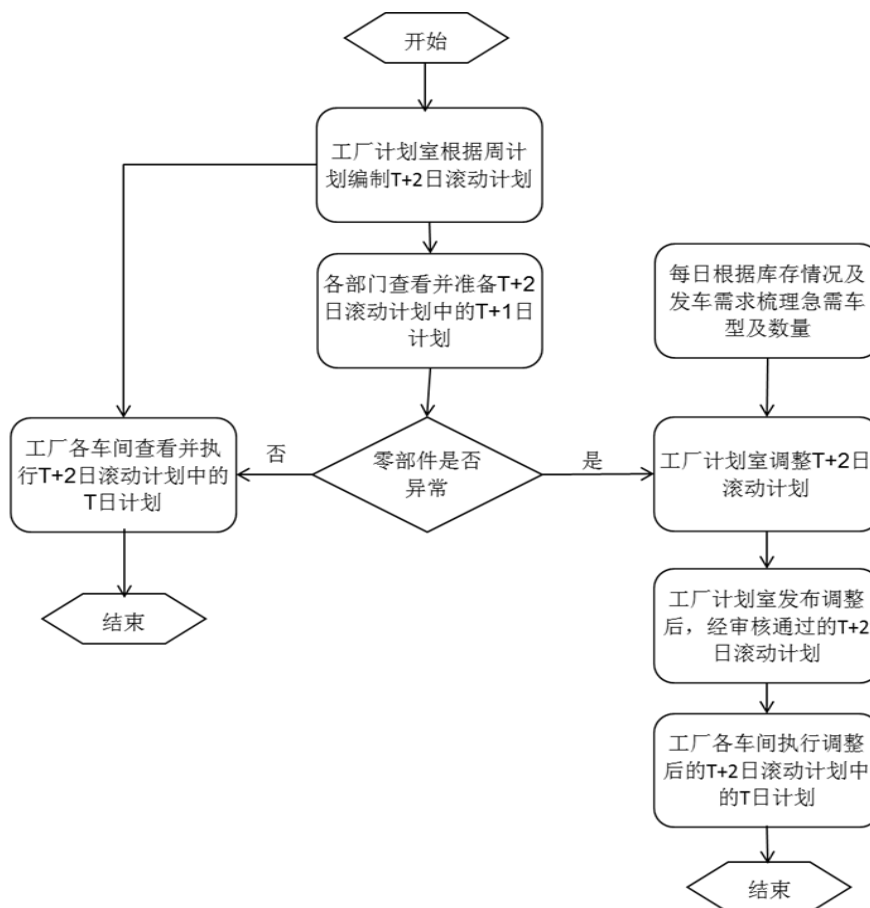 开始
工厂计划室根据周计
划编制T+2日滚动计划
各部门查看并准备T+2
日滚动计划中的T+1日
计划
每日根据库存情况及
发车需求梳理急需车
型及数量
工厂各车间查看并执
行T+2日滚动计划中的
T日计划
否
零部件是否
异常
是
工厂计划室调整T+2日
滚动计划
结束
工厂计划室发布调整
后，经审核通过的T+2
日滚动计划
工厂各车间执行调整
后的T+2日滚动计划中
的T日计划
结束